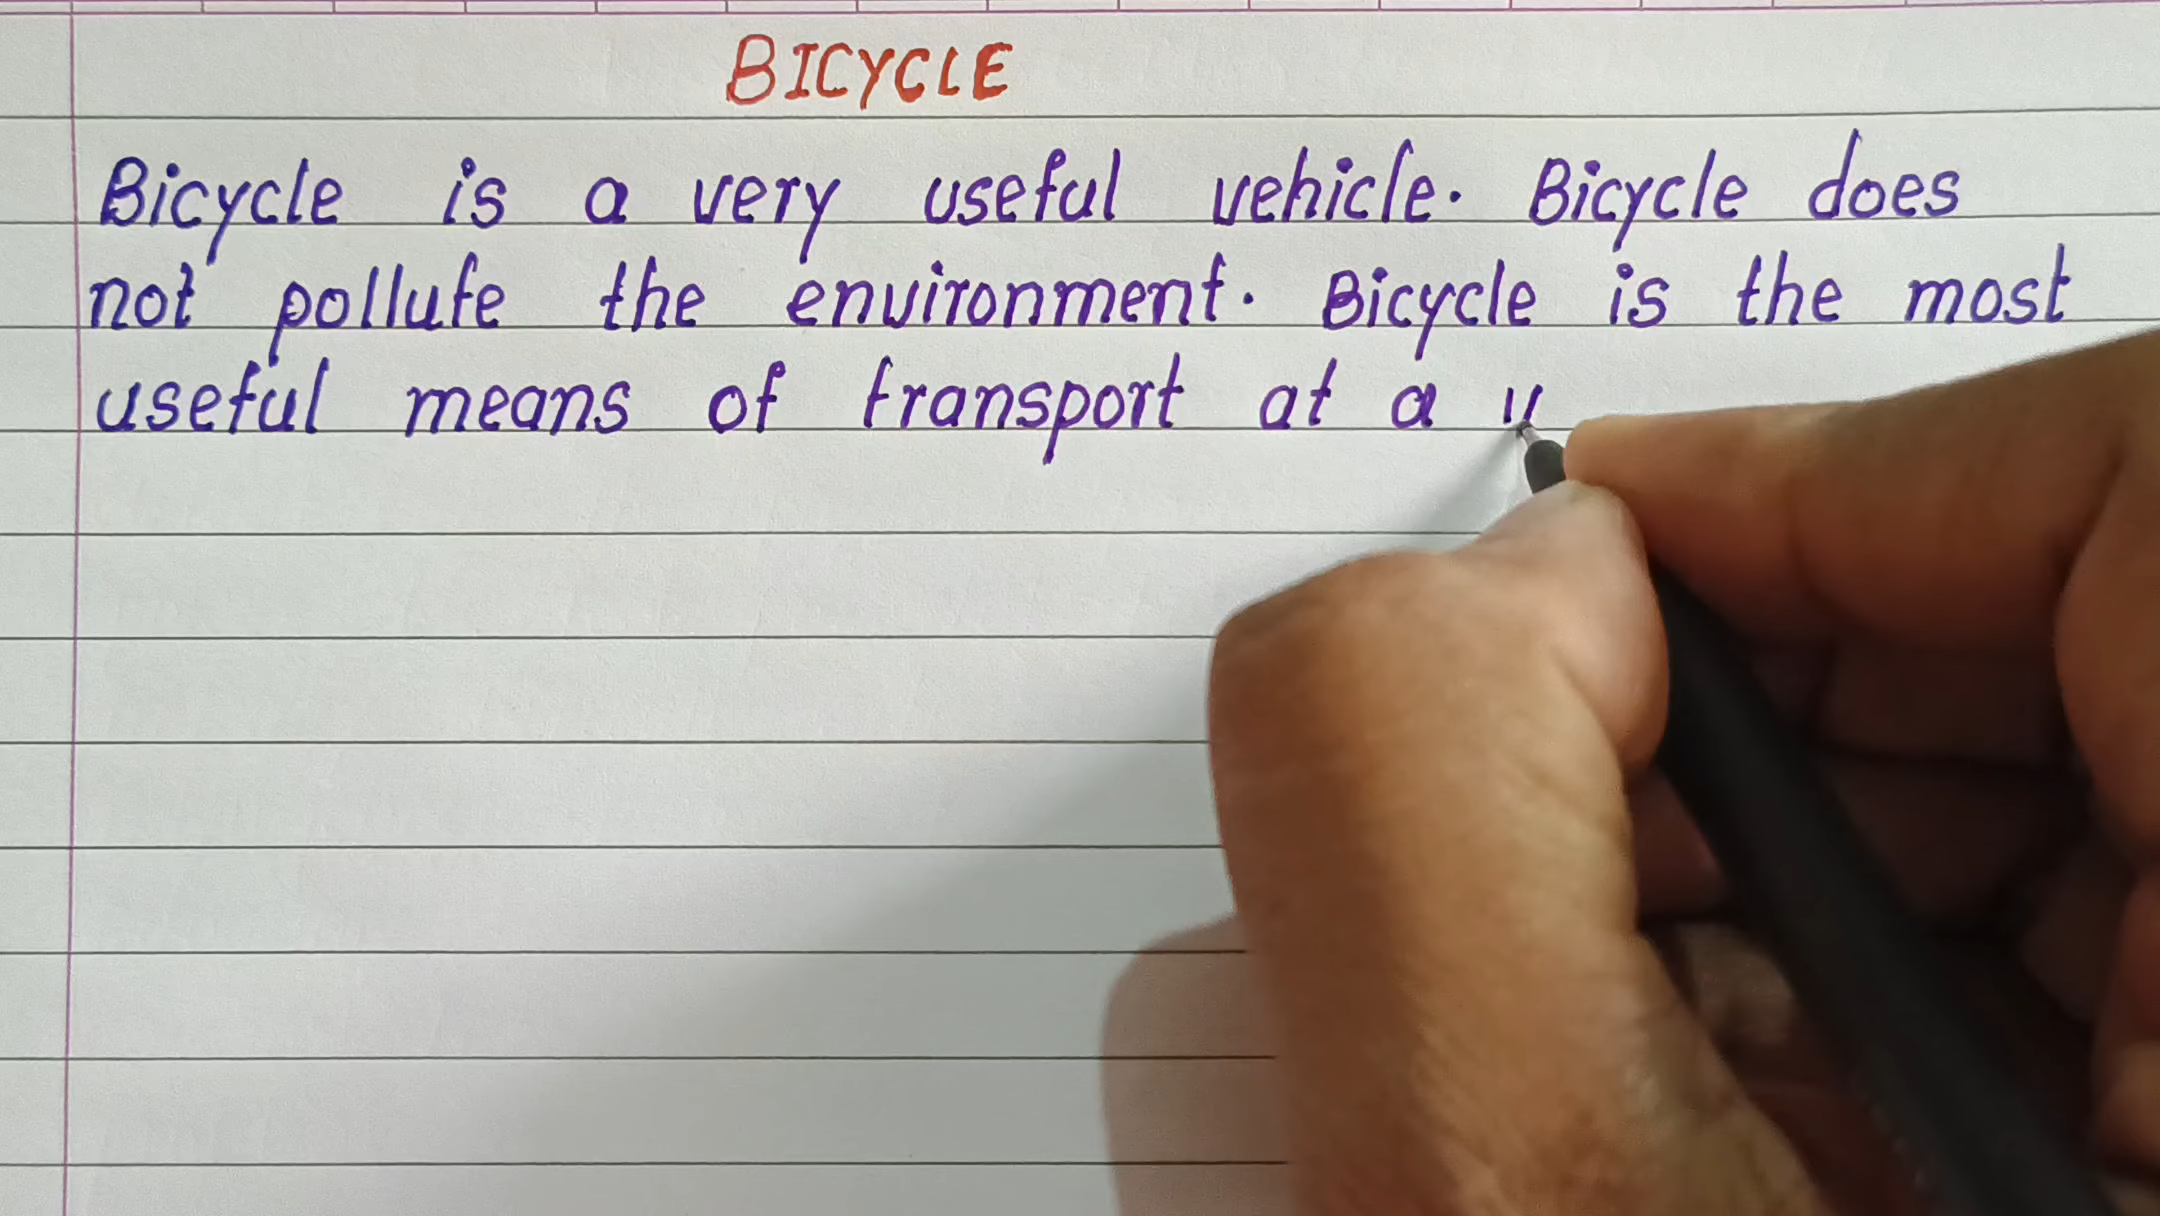 BICYCLE
Bicycle is a very useful vehicle. Bicycle does
not pollute the environment. Bicycle is the most
useful means of transport at a